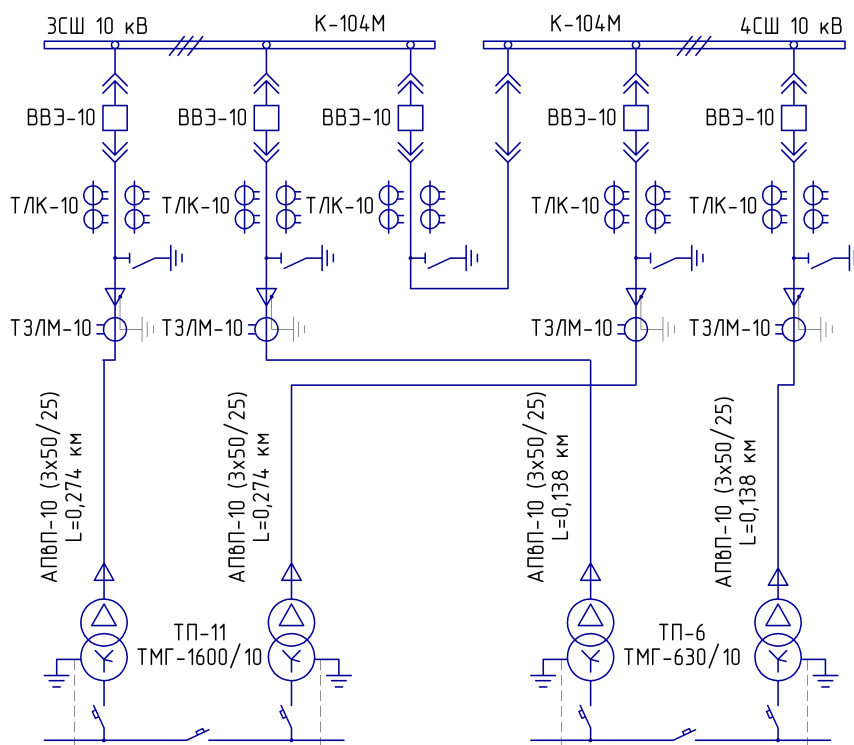 3СШ 10 кВ
К-104М
К-104М
4СШ 10 кВ
ВВЭ-10
ВВЭ-10
ВВЭ-10
ВВЭ-10
ВВЭ-10
ТЛК-10
ТЛК-10
ТЛК-10
ТЛК-10
ТЛК-10
ТЗЛМ-10
ТЗЛМ-10
ТЗЛМ-10
ТЗЛМ-10
АПвП-10 (3х50/25)
L=0,274 км
АПвП-10 (3х50/25)
L=0,274 км
АПвП-10 (3х50/25)
L=0,138 км
АПвП-10 (3х50/25)
L=0,138 км
ТП-11
ТМГ-1600/10
ТП-6
ТМГ-630/10